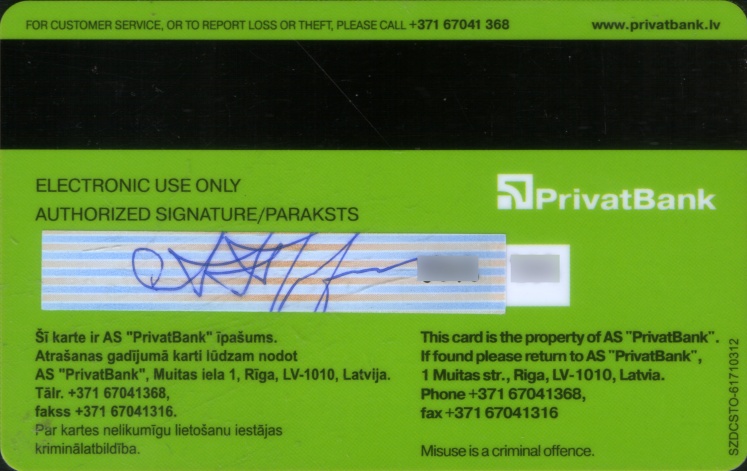 FOR CUSTOMER SERVICE, OR TO REPORT LOSS OR THEFT, PLEASE CALL +371 67041 368
www.privatbank.lv
ELECTRONIC USE ONLY
PrivatBank
AUTHORIZED SIGNATURE/PARAKSTS
Šī karte ir AS "PrivatBank" īpašums.
Atrašanas gadījumā karti lūdzam nodot
AS "PrivatBank", Muitas iela 1, Rīga, LV-1010, Latvija.
Tālr. +371 67041368,
fakss +371 67041316.
Par kartes nelikumīgu lietošanu iestājas
kriminālatbildība.
This card is the property of AS "PrivatBank".
If found please return to AS "PrivatBank",
1 Muitas str., Riga, LV-1010, Latvia.
Phone +371 67041368,
fax +371 67041316
Misuse is a criminal offence.
SZDCSTO-61710312